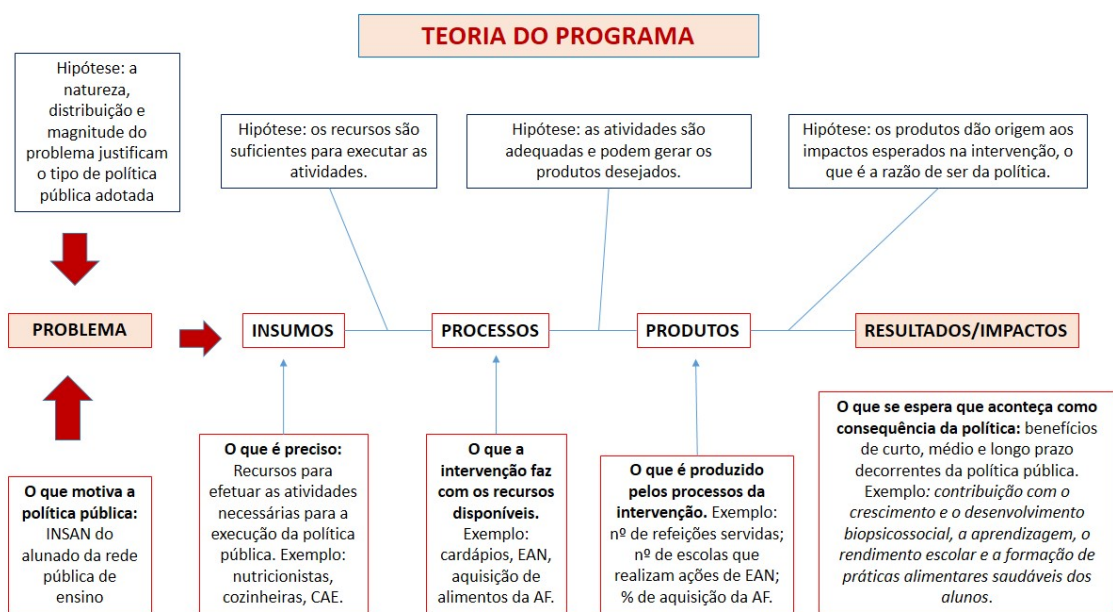 TEORIA DO PROGRAMA
Hipótese: a
natureza,
distribuição e
magnitude do
problema justificam
o tipo de política
pública adotada
Hipótese: os recursos são
suficientes para executar as
atividades.
Hipótese: as atividades são
adequadas e podem gerar os
produtos desejados.
Hipótese: os produtos dão origem aos
impactos esperados na intervenção, o
que é a razão de ser da política.
PROBLEMA
INSUMOS
PROCESSOS
PRODUTOS
RESULTADOS/IMPACTOS
O que motiva a
política pública:
INSAN do
alunado da rede
pública de
ensino
O que é preciso:
Recursos para
efetuar as atividades
necessárias para a
execução da política
pública. Exemplo:
nutricionistas,
cozinheiras, CAE.
O que a
intervenção faz
com os recursos
disponíveis.
Exemplo:
cardápios, EAN,
aquisição de
alimentos da AF.
O que é produzido
pelos processos da
intervenção. Exemplo:
nº de refeições servidas;
nº de escolas que
realizam ações de EAN;
% de aquisição da AF.
O que se espera que aconteça como
consequência da política: benefícios
de curto, médio e longo prazo
decorrentes da política pública.
Exemplo: contribuição com o
crescimento e o desenvolvimento
biopsicossocial, a aprendizagem, o
rendimento escolar e a formação de
práticas alimentares saudáveis dos
alunos.